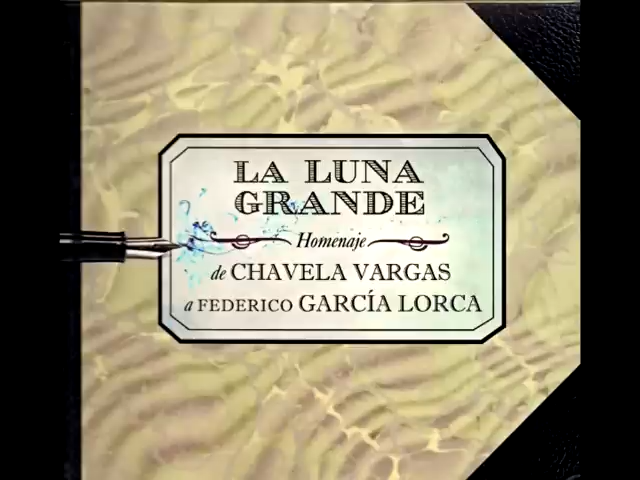 LA LUNA
GRANDE
Homenaje
de CHAVELA VARGAS
a FEDERICO GARCÍA LORCA